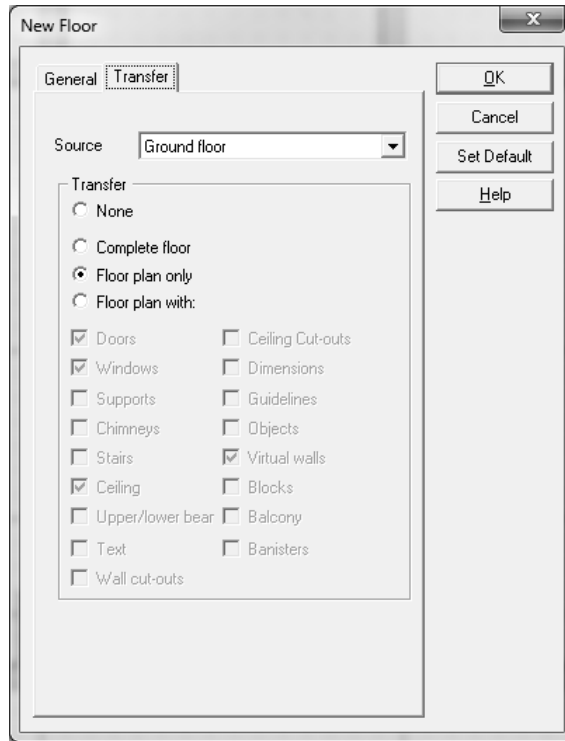 New Floor
General Transfer
OK
Cancel
Set Default
Help
Source Ground floor
Transfer
None
Complete floor
Floor plan only
Floor plan with:
Doors Ceiling Cut-outs
Windows Dimensions
Supports Guidelines
Chimneys Objects
Stairs Virtual walls
Ceiling Blocks
Upper/lower bear Balcony
Text Banisters
Wall cut-outs